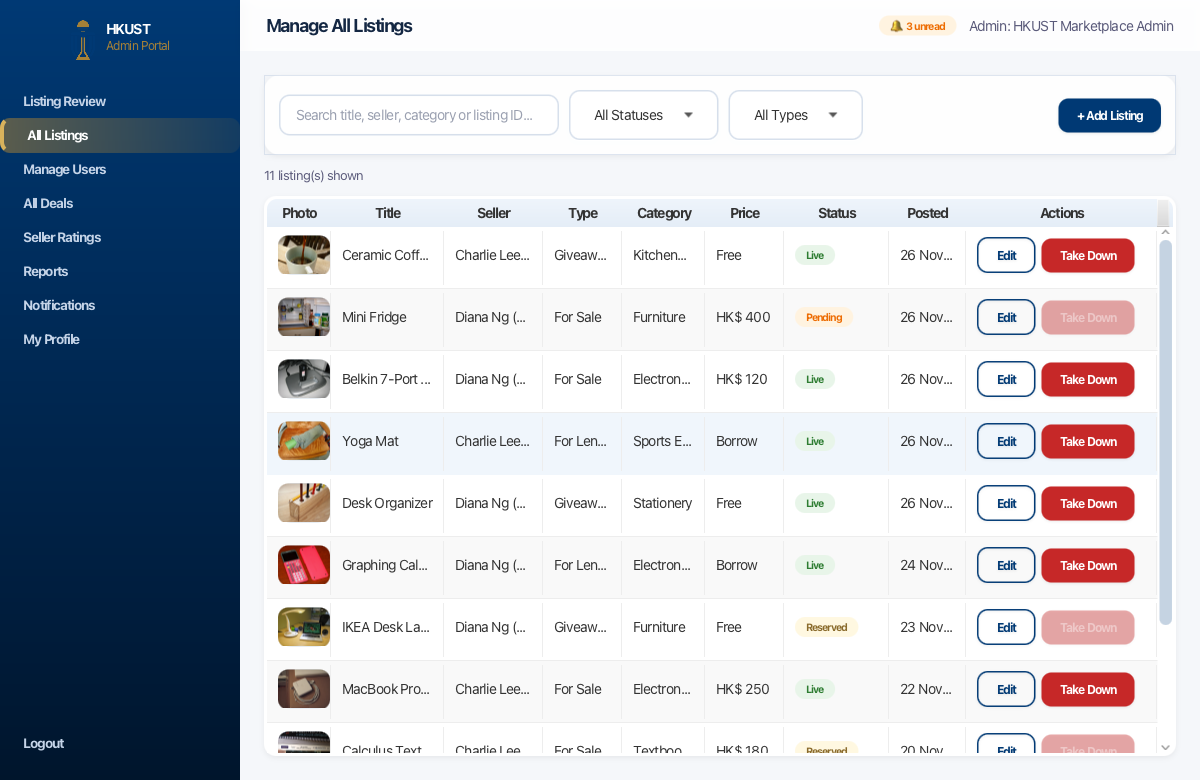 HKUST
Admin Portal
Listing Review
All Listings
Manage Users
All Deals
Seller Ratings
Reports
Notifications
My Profile
Logout
Manage All Listings
3 unread
Admin: HKUST Marketplace Admin
Search title, seller, category or listing ID...
All Statuses
All Types
+ Add Listing
11 listing(s) shown
Photo Title Seller Type Category Price Status Posted Actions
Ceramic Coff... Charlie Lee... Giveaw... Kitchen... Free Live 26 Nov... Edit Take Down
Mini Fridge Diana Ng (... For Sale Furniture HK$ 400 Pending 26 Nov... Edit Take Down
Belkin 7-Port ... Diana Ng (... For Sale Electron... HK$ 120 Live 26 Nov... Edit Take Down
Yoga Mat Charlie Lee... For Len... Sports E... Borrow Live 26 Nov... Edit Take Down
Desk Organizer Diana Ng (... Giveaw... Stationery Free Live 26 Nov... Edit Take Down
Graphing Cal... Diana Ng (... For Len... Electron... Borrow Live 24 Nov... Edit Take Down
IKEA Desk La... Diana Ng (... Giveaw... Furniture Free Reserved 23 Nov... Edit Take Down
MacBook Pro... Charlie Lee... For Sale Electron... HK$ 250 Live 22 Nov... Edit Take Down
Calculus Text... Charlie Lee... For Sale Textboo... HK$ 180 Reserved 20 Nov... Edit Take Down